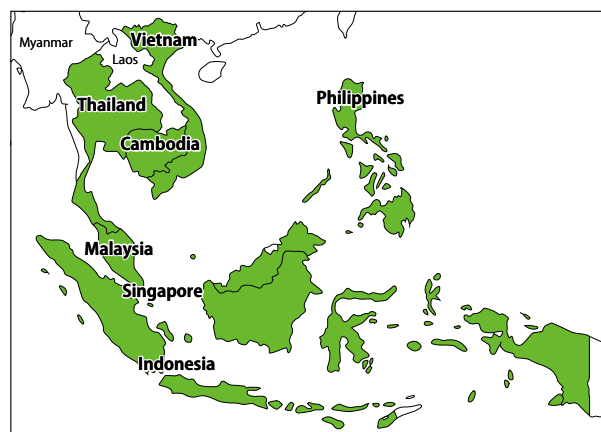 Vietnam
Myanmar
Laos
Thailand
Philippines
Cambodia
Malaysia
Singapore
Indonesia